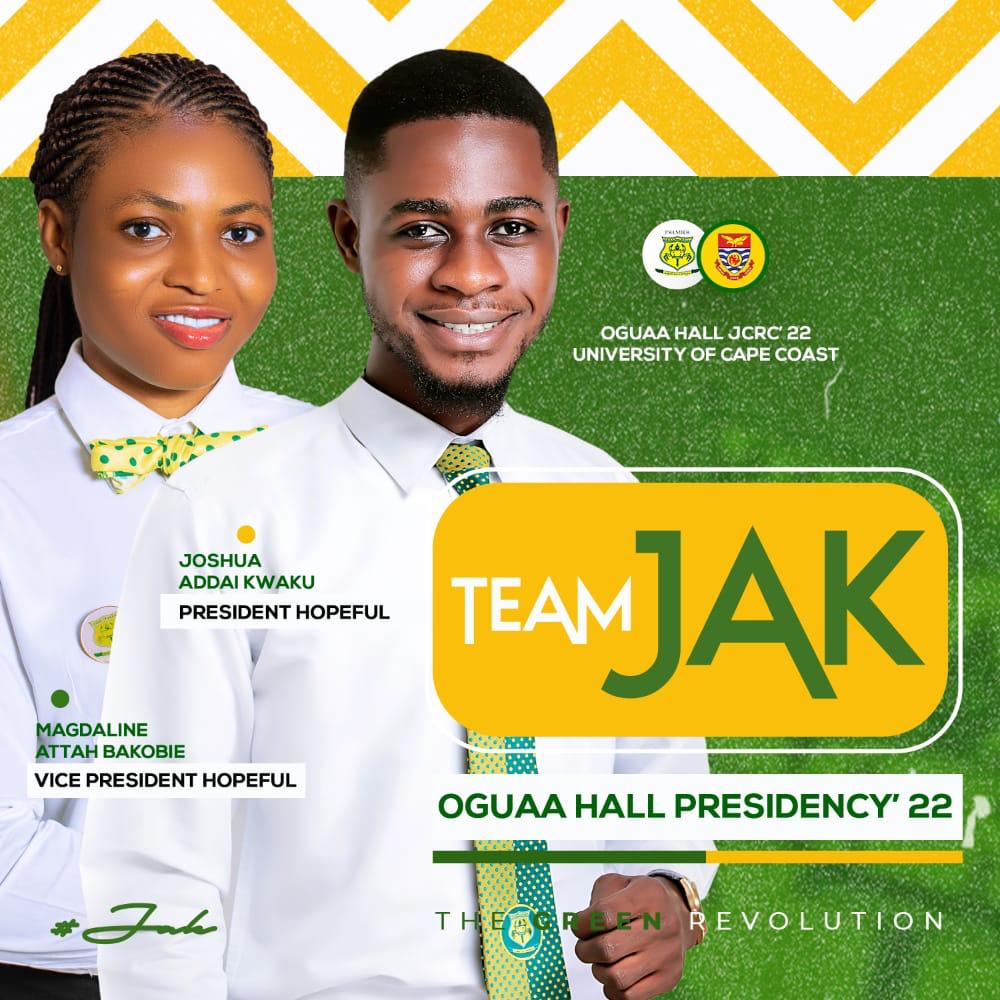 PREMIER
OGUAA HALL JCRC' 22
UNIVERSITY OF CAPE COAST
TEAM JAK
JOSHUA
ADDAI KWAKU
PRESIDENT HOPEFUL
MAGDALINE
ATTAH BAKOBIE
VICE PRESIDENT HOPEFUL
OGUAA HALL PRESIDENCY' 22
# Jak
THE GREEN REVOLUTION